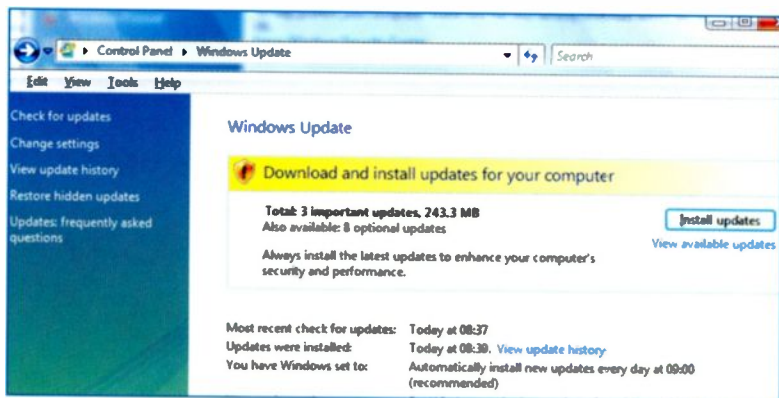 Control Panel ▸ Windows Update
Search
Edit View Tools Help
Check for updates
Change settings
View update history
Restore hidden updates
Updates: frequently asked
questions
Windows Update
Download and install updates for your computer
Total: 3 important updates, 243.3 MB
Also available: 8 optional updates
Install updates
View available updates
Always install the latest updates to enhance your computer's
security and performance.
Most recent check for updates: Today at 08:37
Updates were installed: Today at 08:39. View update history
You have Windows set to: Automatically install new updates every day at 09:00
(recommended)